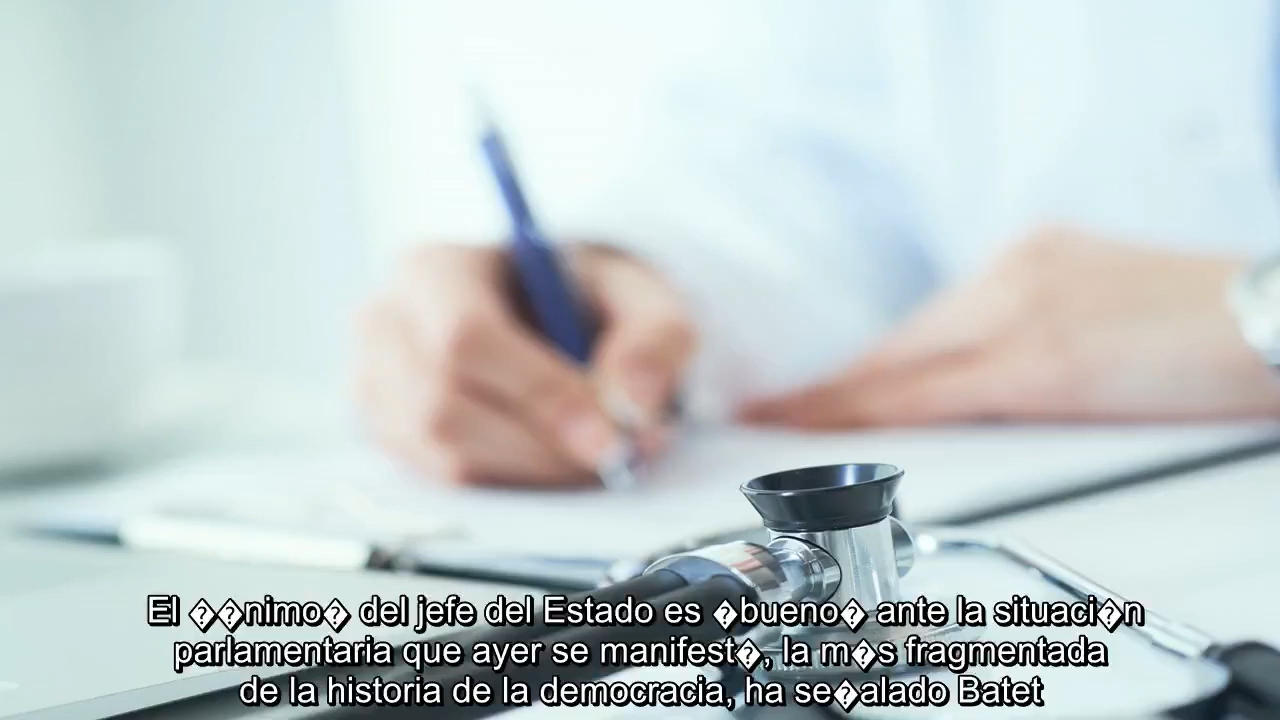 El ��nimo� del jefe del Estado es �bueno� ante la situaci�n
parlamentaria que ayer se manifest�, la m�s fragmentada
de la historia de la democracia, ha se�alado Batet